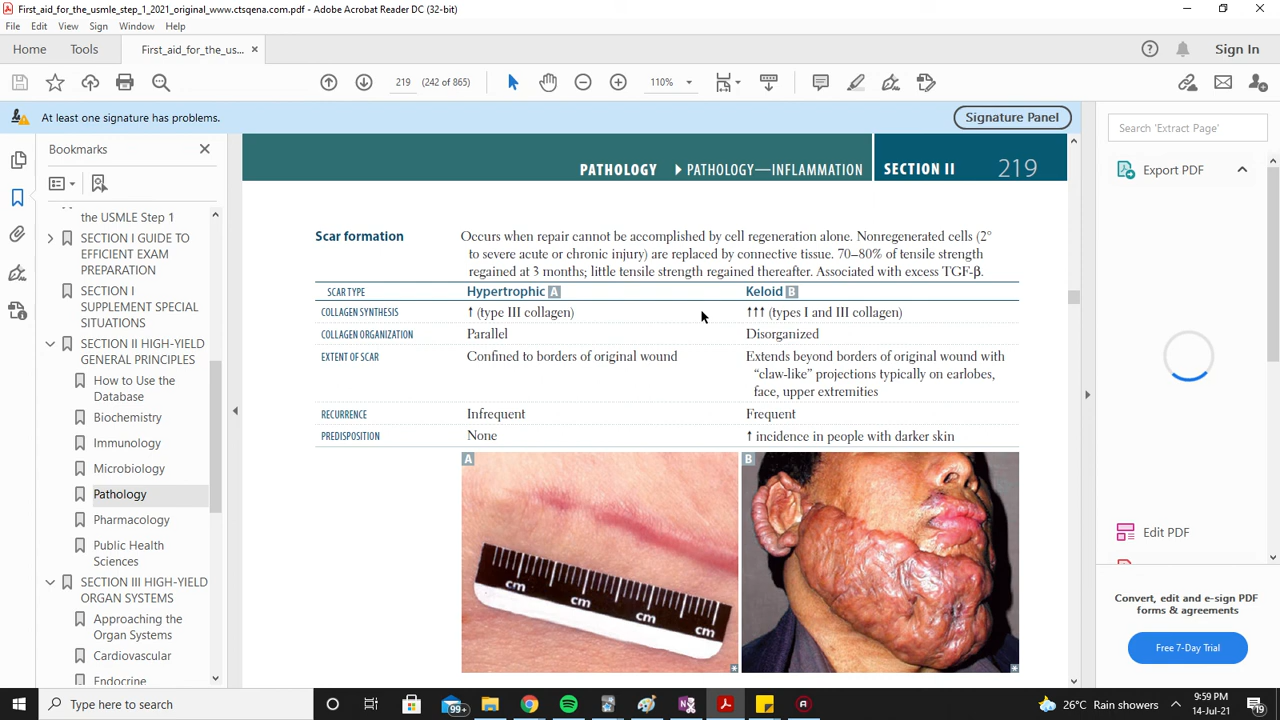 First_aid_for_the_usmle_step_1_2021_original_www.ctsqena.com.pdf - Adobe Acrobat Reader DC (32-bit)
File Edit View Sign Window Help
Home Tools First_aid_for_the_us... × Sign In
219 (242 of 865) 110%
At least one signature has problems. Signature Panel
Bookmarks
the USMLE Step 1
SECTION I GUIDE TO
EFFICIENT EXAM
PREPARATION
SECTION I
SUPPLEMENT SPECIAL
SITUATIONS
SECTION II HIGH-YIELD
GENERAL PRINCIPLES
How to Use the
Database
Biochemistry
Immunology
Microbiology
Pathology
Pharmacology
Public Health
Sciences
SECTION III HIGH-YIELD
ORGAN SYSTEMS
Approaching the
Organ Systems
Cardiovascular
Endocrine
PATHOLOGY ▶ PATHOLOGY—INFLAMMATION SECTION II 219
Scar formation Occurs when repair cannot be accomplished by cell regeneration alone. Nonregenerated cells (2°
to severe acute or chronic injury) are replaced by connective tissue. 70–80% of tensile strength
regained at 3 months; little tensile strength regained thereafter. Associated with excess TGF-β.
SCAR TYPE Hypertrophic A Keloid B
COLLAGEN SYNTHESIS ↑ (type III collagen) ↑↑↑ (types I and III collagen)
COLLAGEN ORGANIZATION Parallel Disorganized
EXTENT OF SCAR Confined to borders of original wound Extends beyond borders of original wound with
“claw-like” projections typically on earlobes,
face, upper extremities
RECURRENCE Infrequent Frequent
PREDISPOSITION None ↑ incidence in people with darker skin
A B
cm cm cm cm
Search 'Extract Page'
Export PDF
Edit PDF
Convert, edit and e-sign PDF
forms & agreements
Free 7-Day Trial
Type here to search 99+ 26°C Rain showers 9:59 PM
14-Jul-21 19